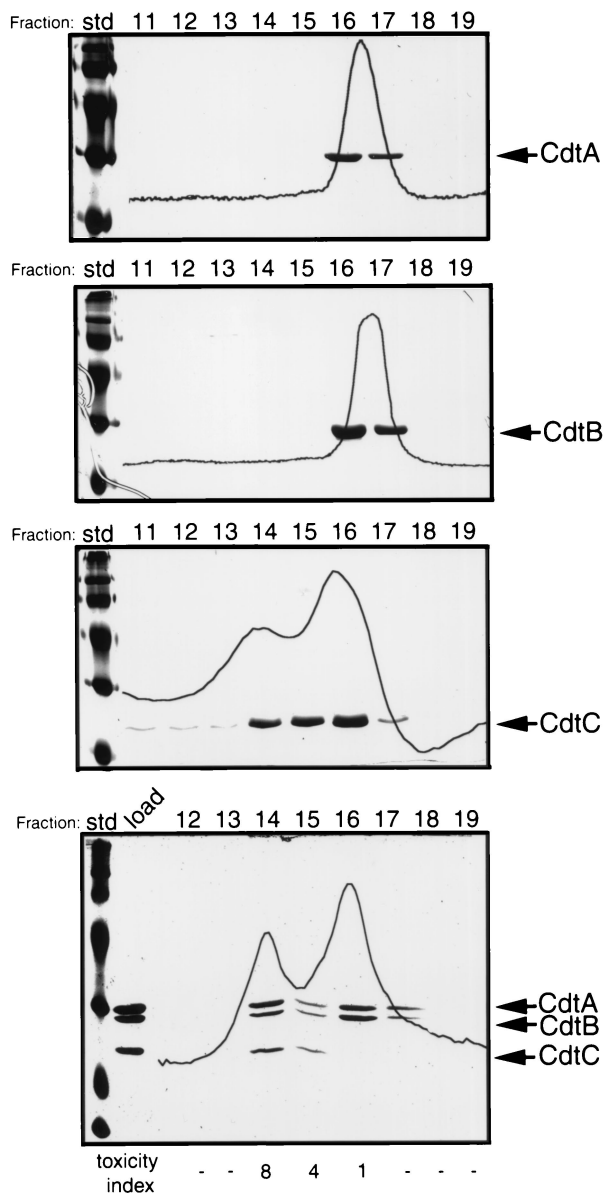 Fraction: std 11 12 13 14 15 16 17 18 19
CdtA
Fraction: std 11 12 13 14 15 16 17 18 19
CdtB
Fraction: std 11 12 13 14 15 16 17 18 19
CdtC
Fraction: std load 12 13 14 15 16 17 18 19
CdtA
CdtB
CdtC
toxicity
index - - 8 4 1 - - -